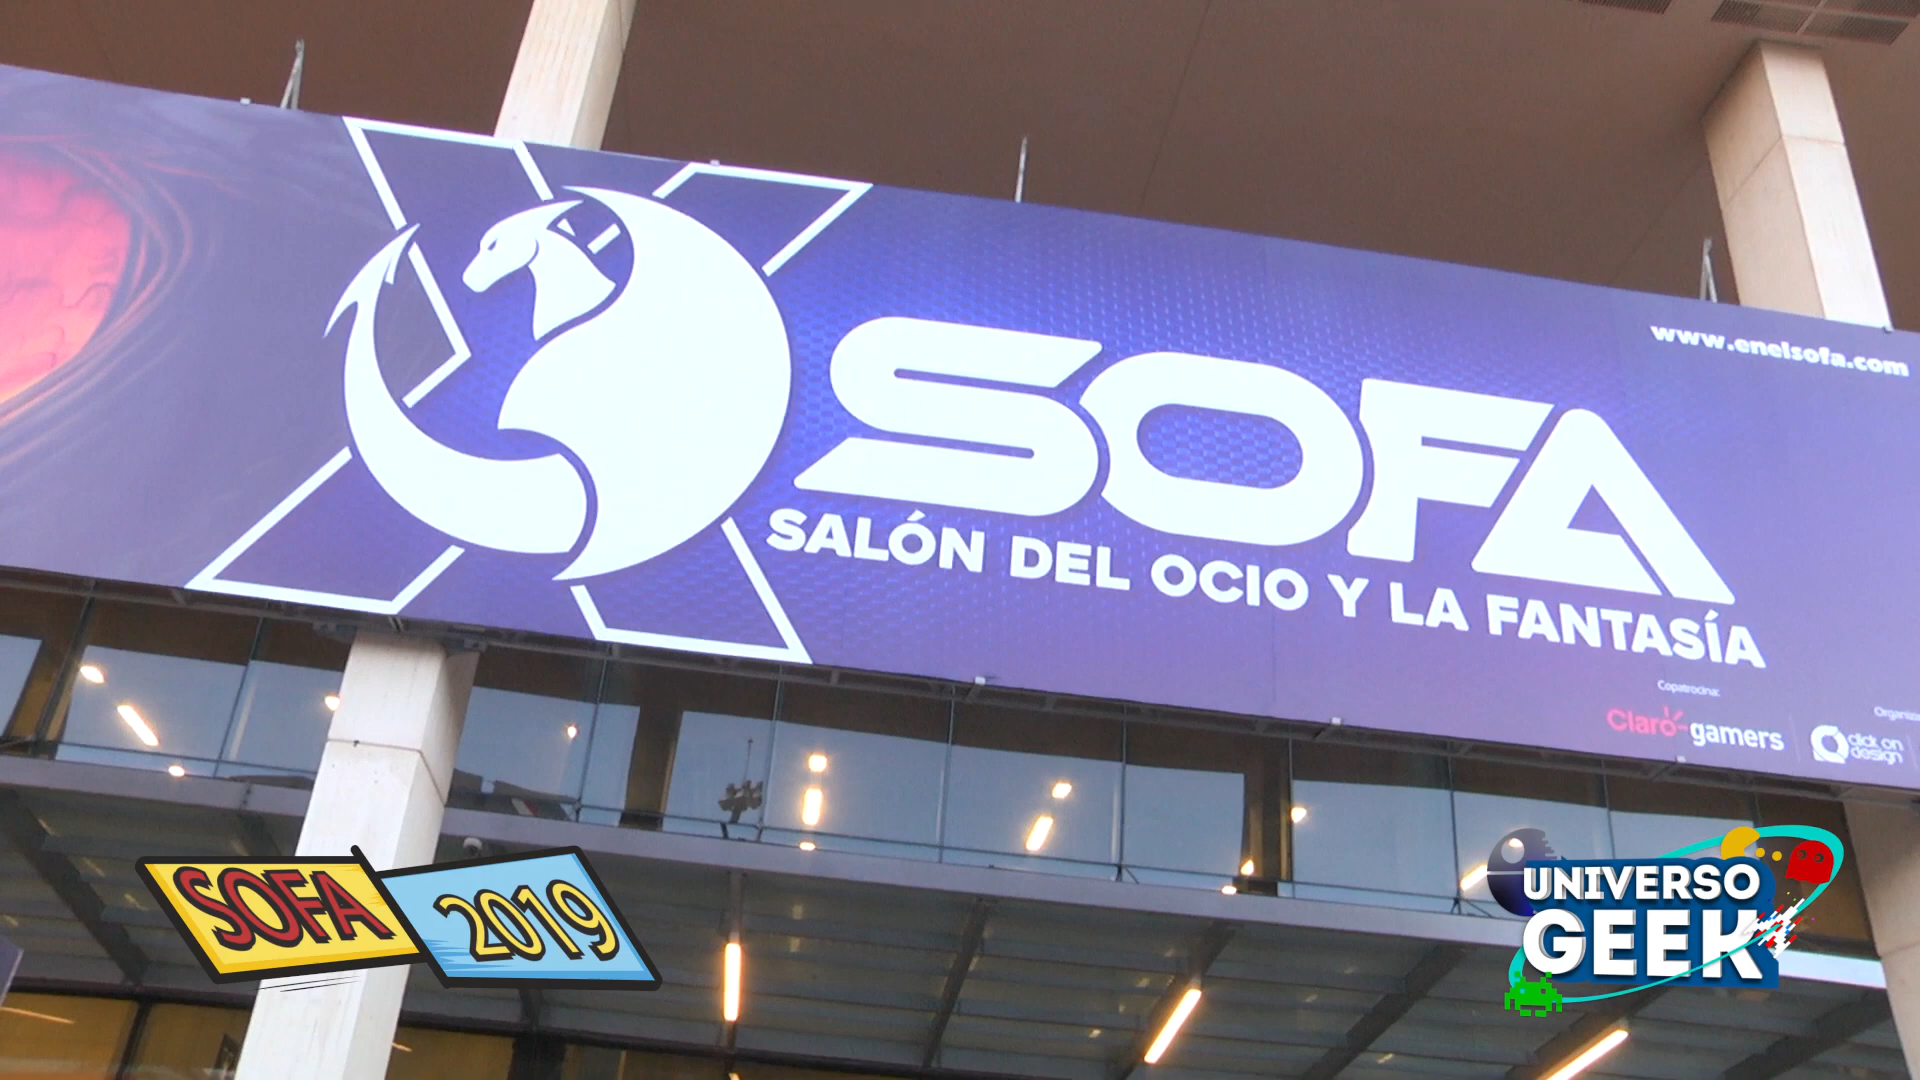 www.enelsofa.com
SOFA
SALÓN DEL OCIO Y LA FANTASÍA
Copatrocina:
Claro-gamers
click on
design
SOFA
2019
UNIVERSO
GEEK